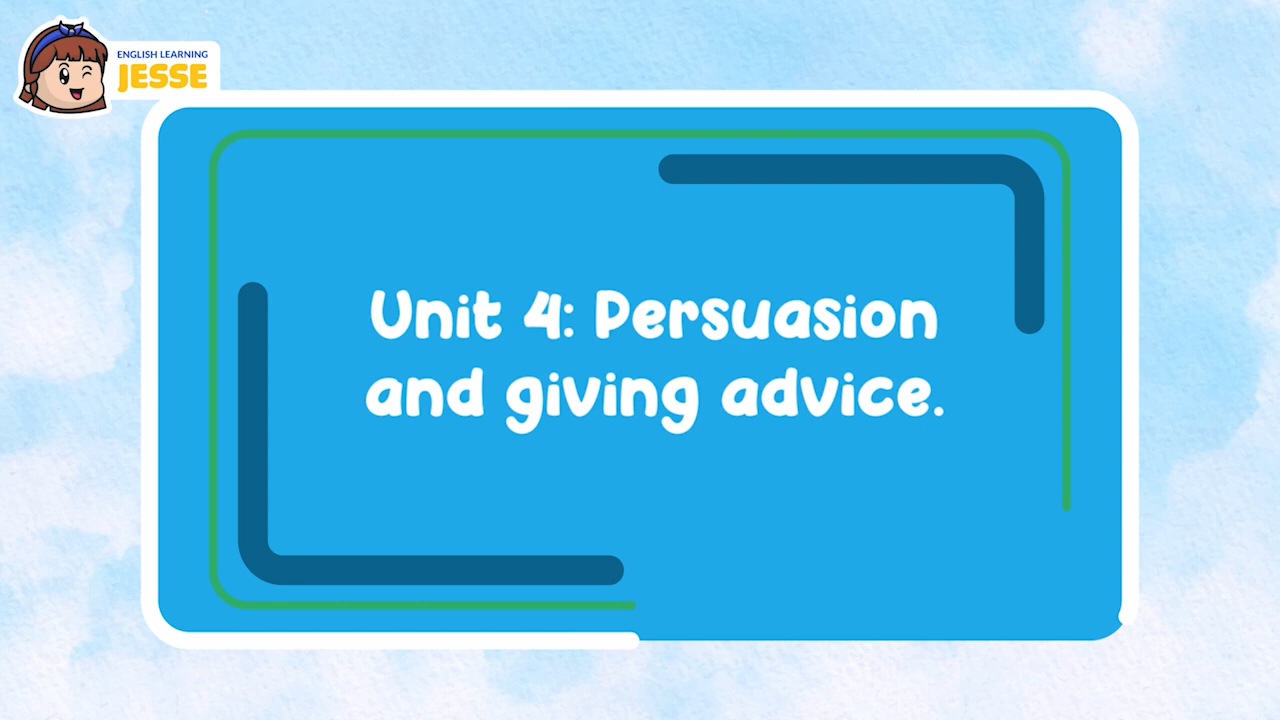 ENGLISH LEARNING
JESSE
Unit 4: Persuasion
and giving advice.